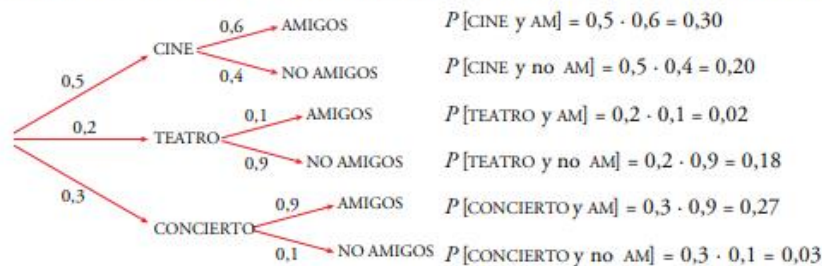 0,6 AMIGOS P[CINE y AM] = 0,5 · 0,6 = 0,30
CINE
0,4 NO AMIGOS P[CINE y no AM] = 0,5 · 0,4 = 0,20
0,5
0,1 AMIGOS P[TEATRO y AM] = 0,2 · 0,1 = 0,02
0,2 TEATRO
0,9 NO AMIGOS P[TEATRO y no AM] = 0,2 · 0,9 = 0,18
0,3
0,9 AMIGOS P[CONCIERTO y AM] = 0,3 · 0,9 = 0,27
CONCIERTO
0,1 NO AMIGOS P[CONCIERTO y no AM] = 0,3 · 0,1 = 0,03